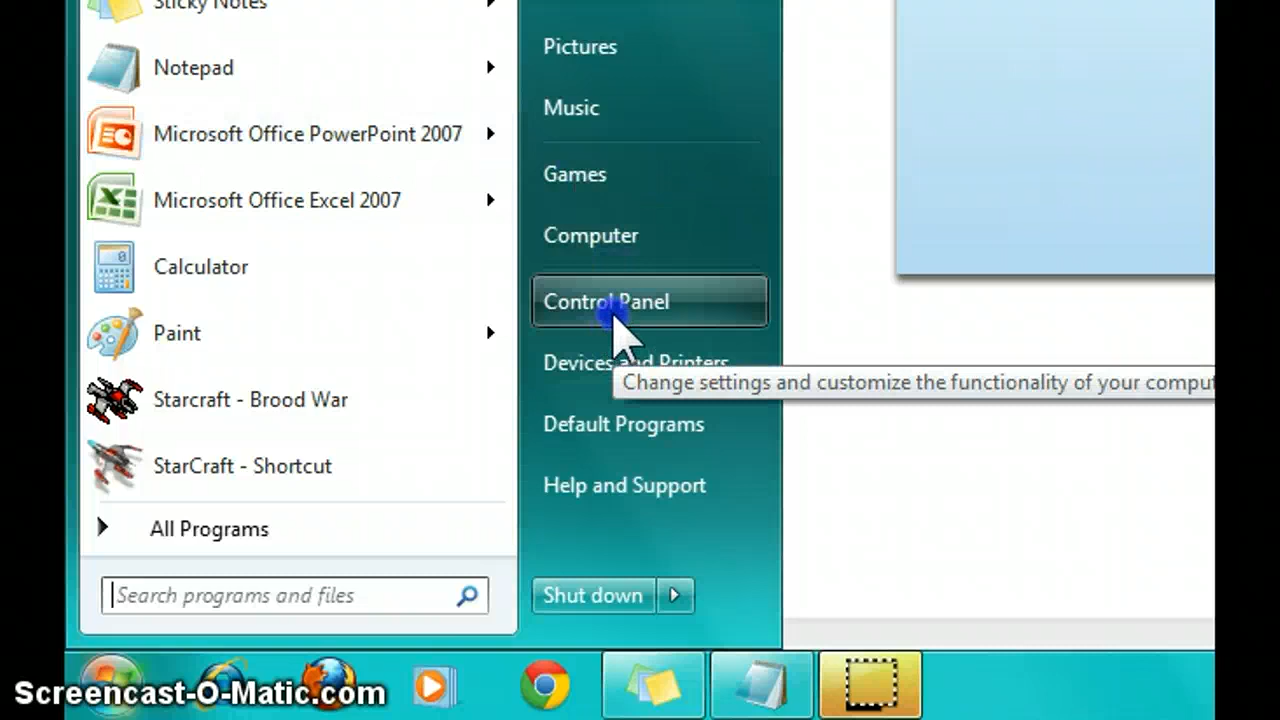 Sticky Notes
Notepad
Microsoft Office PowerPoint 2007
Microsoft Office Excel 2007
Calculator
Paint
Starcraft - Brood War
StarCraft - Shortcut
All Programs
Search programs and files
Pictures
Music
Games
Computer
Control Panel
Devices and Printers
Change settings and customize the functionality of your
Default Programs
Help and Support
Shut down
Screencast-O-Matic.com